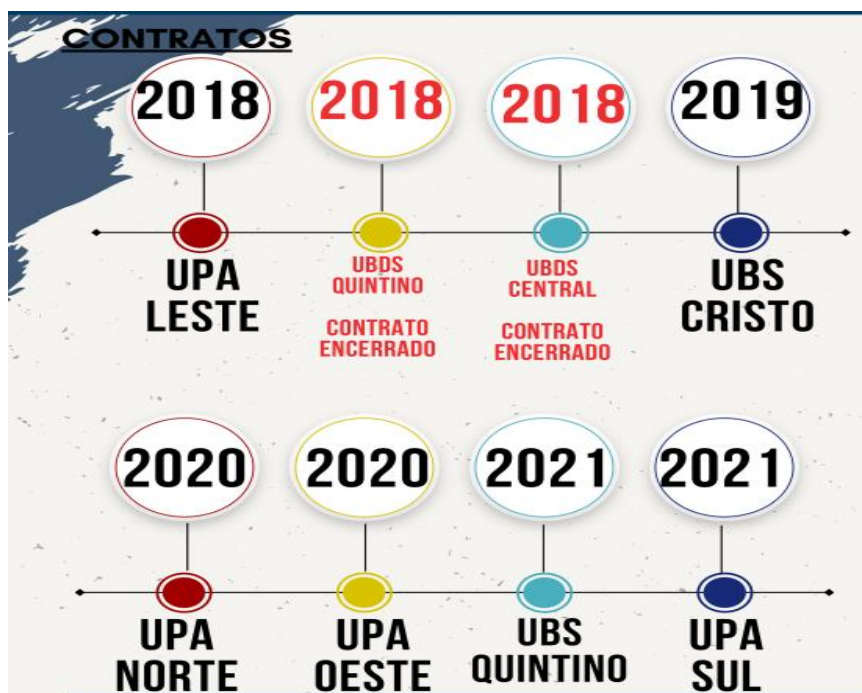 CONTRATOS
2018
2018
2018
2019
UPA
LESTE
UBDS
QUINTINO
CONTRATO
ENCERRADO
UBDS
CENTRAL
CONTRATO
ENCERRADO
UBS
CRISTO
2020
2020
2021
2021
UPA
NORTE
UPA
OESTE
UBS
QUINTINO
UPA
SUL